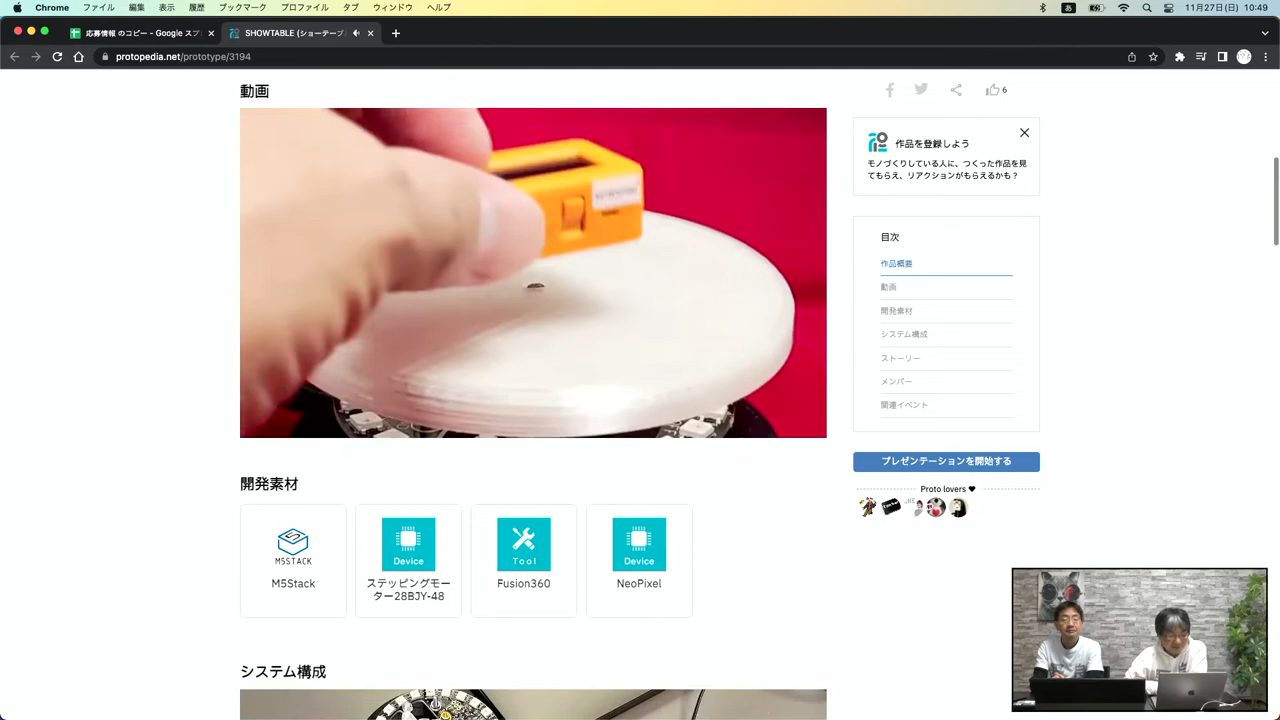 Chrome ファイル 編集 表示 履歴 ブックマーク プロファイル タブ ウィンドウ ヘルプ
あ 11月27日(日) 10:49
応募情報 のコピー - Google スプ
SHOWTABLE (ショーテーブ
protopedia.net/prototype/3194
動画
6
作品を登録しよう
モノづくりしている人に、つくった作品を見
てもらえ、リアクションがもらえるかも？
目次
作品概要
動画
開発素材
システム構成
ストーリー
メンバー
関連イベント
プレゼンテーションを開始する
Proto lovers
開発素材
M5STACK
M5Stack
Device
ステッピングモー
ター28BJY-48
Tool
Fusion360
Device
NeoPixel
システム構成